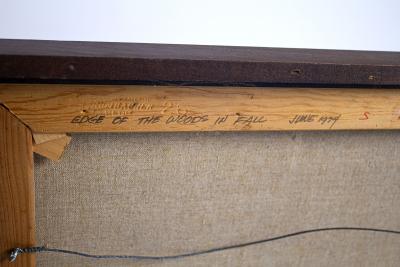 EDGE OF THE WOODS IN FALL JUNE 1974 S